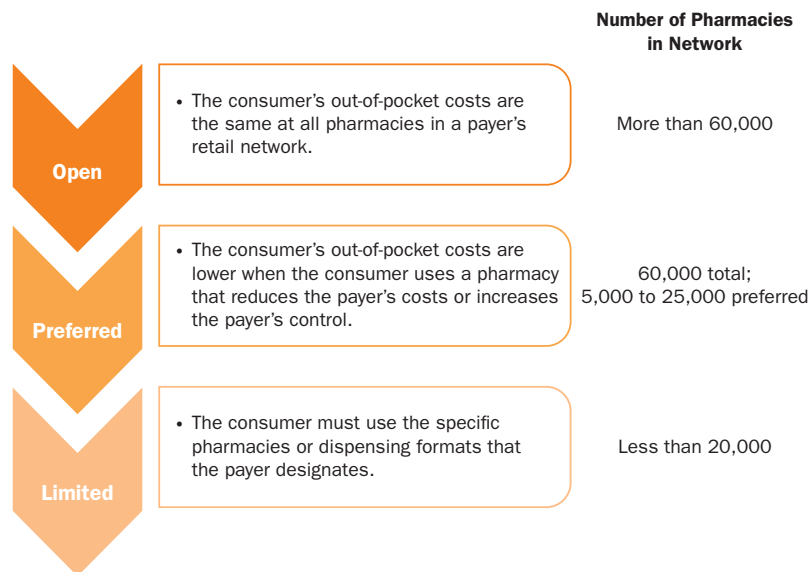 Number of Pharmacies
in Network
• The consumer's out-of-pocket costs are
the same at all pharmacies in a payer's
retail network.
More than 60,000
Open
• The consumer's out-of-pocket costs are
lower when the consumer uses a pharmacy
that reduces the payer's costs or increases
the payer's control.
60,000 total;
5,000 to 25,000 preferred
Preferred
• The consumer must use the specific
pharmacies or dispensing formats that
the payer designates.
Less than 20,000
Limited